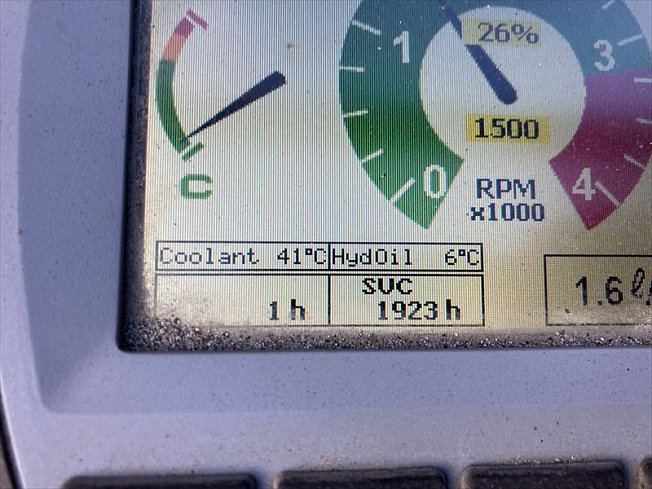 26%
1
3
1500
0
4
C
RPM
x1000
Coolant 41°C HydOil 6°C
SVC
1 h 1923 h
1.6 ℓ/